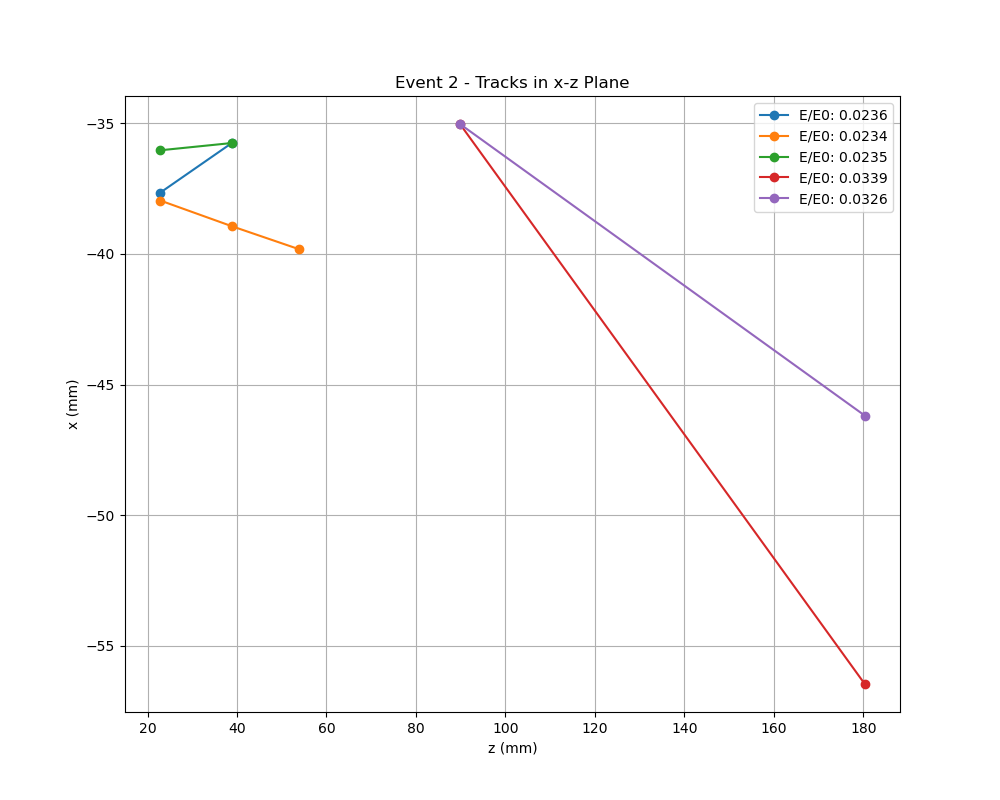 Event 2 - Tracks in x-z Plane
E/E0: 0.0236
E/E0: 0.0234
E/E0: 0.0235
E/E0: 0.0339
E/E0: 0.0326
−35
−40
−45
−50
−55
x (mm)
20 40 60 80 100 120 140 160 180
z (mm)